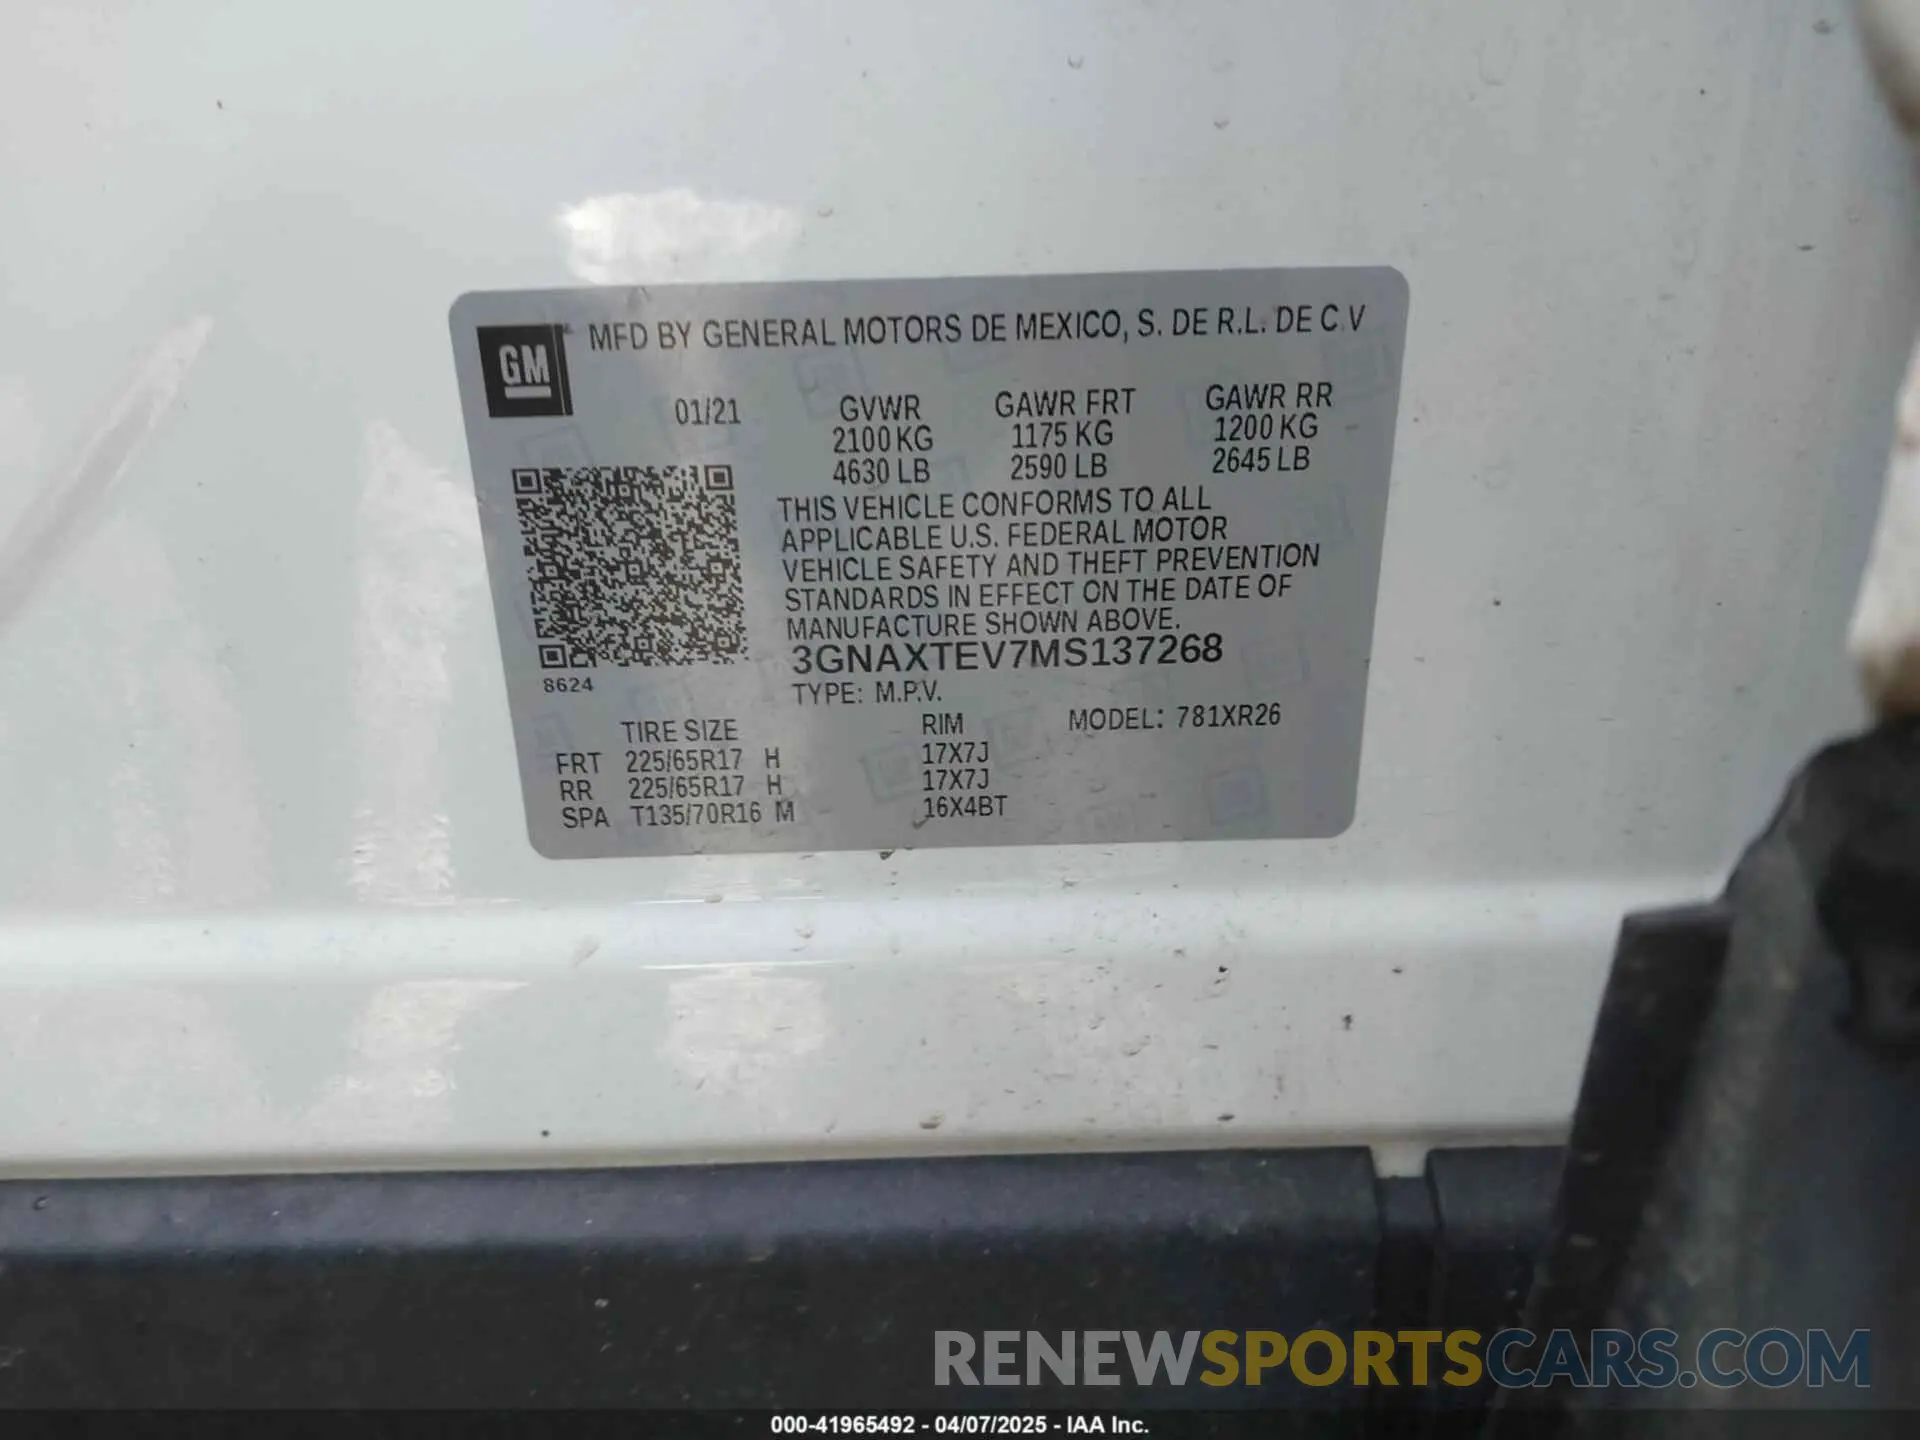 GM MFD BY GENERAL MOTORS DE MEXICO, S. DE R.L. DE C.V
01/21 GVWR GAWR FRT GAWR RR
2100 KG 1175 KG 1200 KG
4630 LB 2590 LB 2645 LB
THIS VEHICLE CONFORMS TO ALL
APPLICABLE U.S. FEDERAL MOTOR
VEHICLE SAFETY AND THEFT PREVENTION
STANDARDS IN EFFECT ON THE DATE OF
MANUFACTURE SHOWN ABOVE.
3GNAXTEV7MS137268
8624
TYPE: M.P.V.
TIRE SIZE RIM MODEL: 781XR26
FRT 225/65R17 H 17X7J
RR 225/65R17 H 17X7J
SPA T135/70R16 M 16X4BT
RENEWSPORTSCARS.COM
000-41965492 - 04/07/2025 - IAA Inc.